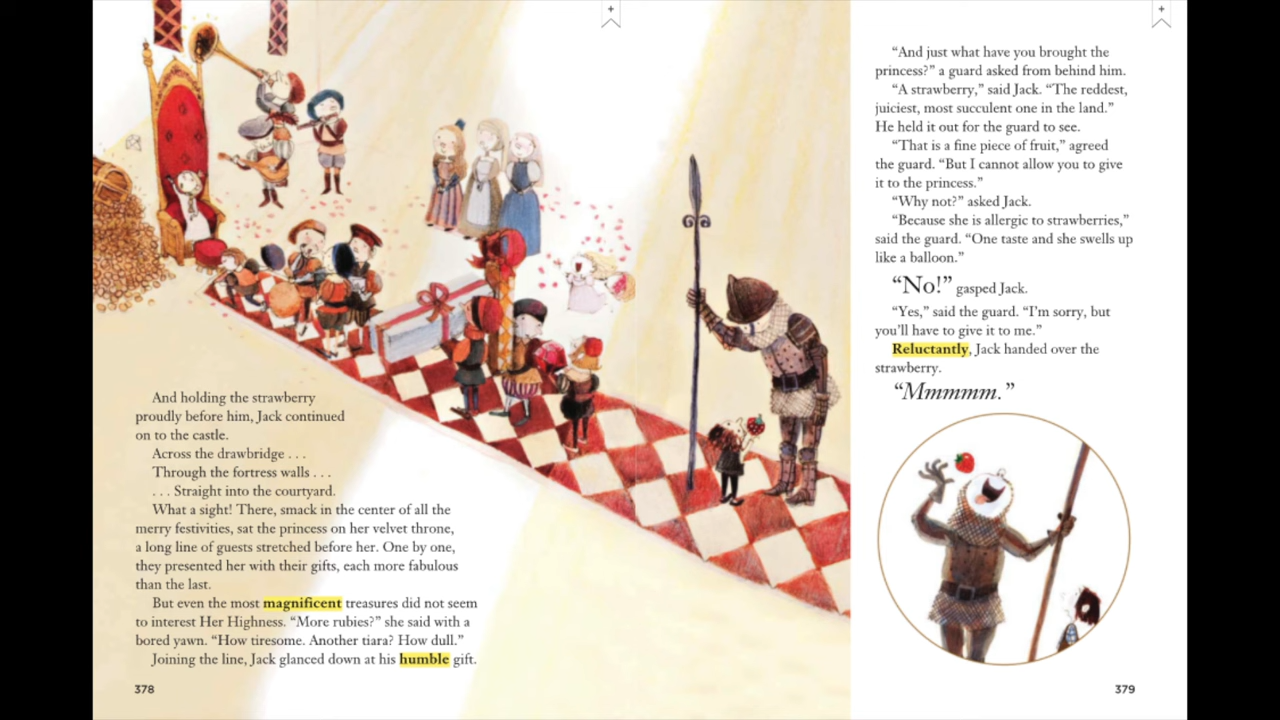 And holding the strawberry
proudly before him, Jack continued
on to the castle.
Across the drawbridge . . .
Through the fortress walls . . .
. . . Straight into the courtyard.
What a sight! There, smack in the center of all the
merry festivities, sat the princess on her velvet throne,
a long line of guests stretched before her. One by one,
they presented her with their gifts, each more fabulous
than the last.
But even the most magnificent treasures did not seem
to interest Her Highness. “More rubies?” she said with a
bored yawn. “How tiresome. Another tiara? How dull.”
Joining the line, Jack glanced down at his humble gift.
378
“And just what have you brought the
princess?” a guard asked from behind him.
“A strawberry,” said Jack. “The reddest,
juiciest, most succulent one in the land.”
He held it out for the guard to see.
“That is a fine piece of fruit,” agreed
the guard. “But I cannot allow you to give
it to the princess.”
“Why not?” asked Jack.
“Because she is allergic to strawberries,”
said the guard. “One taste and she swells up
like a balloon.”
“No!” gasped Jack.
“Yes,” said the guard. “I’m sorry, but
you’ll have to give it to me.”
Reluctantly, Jack handed over the
strawberry.
“Mmmmm.”
379